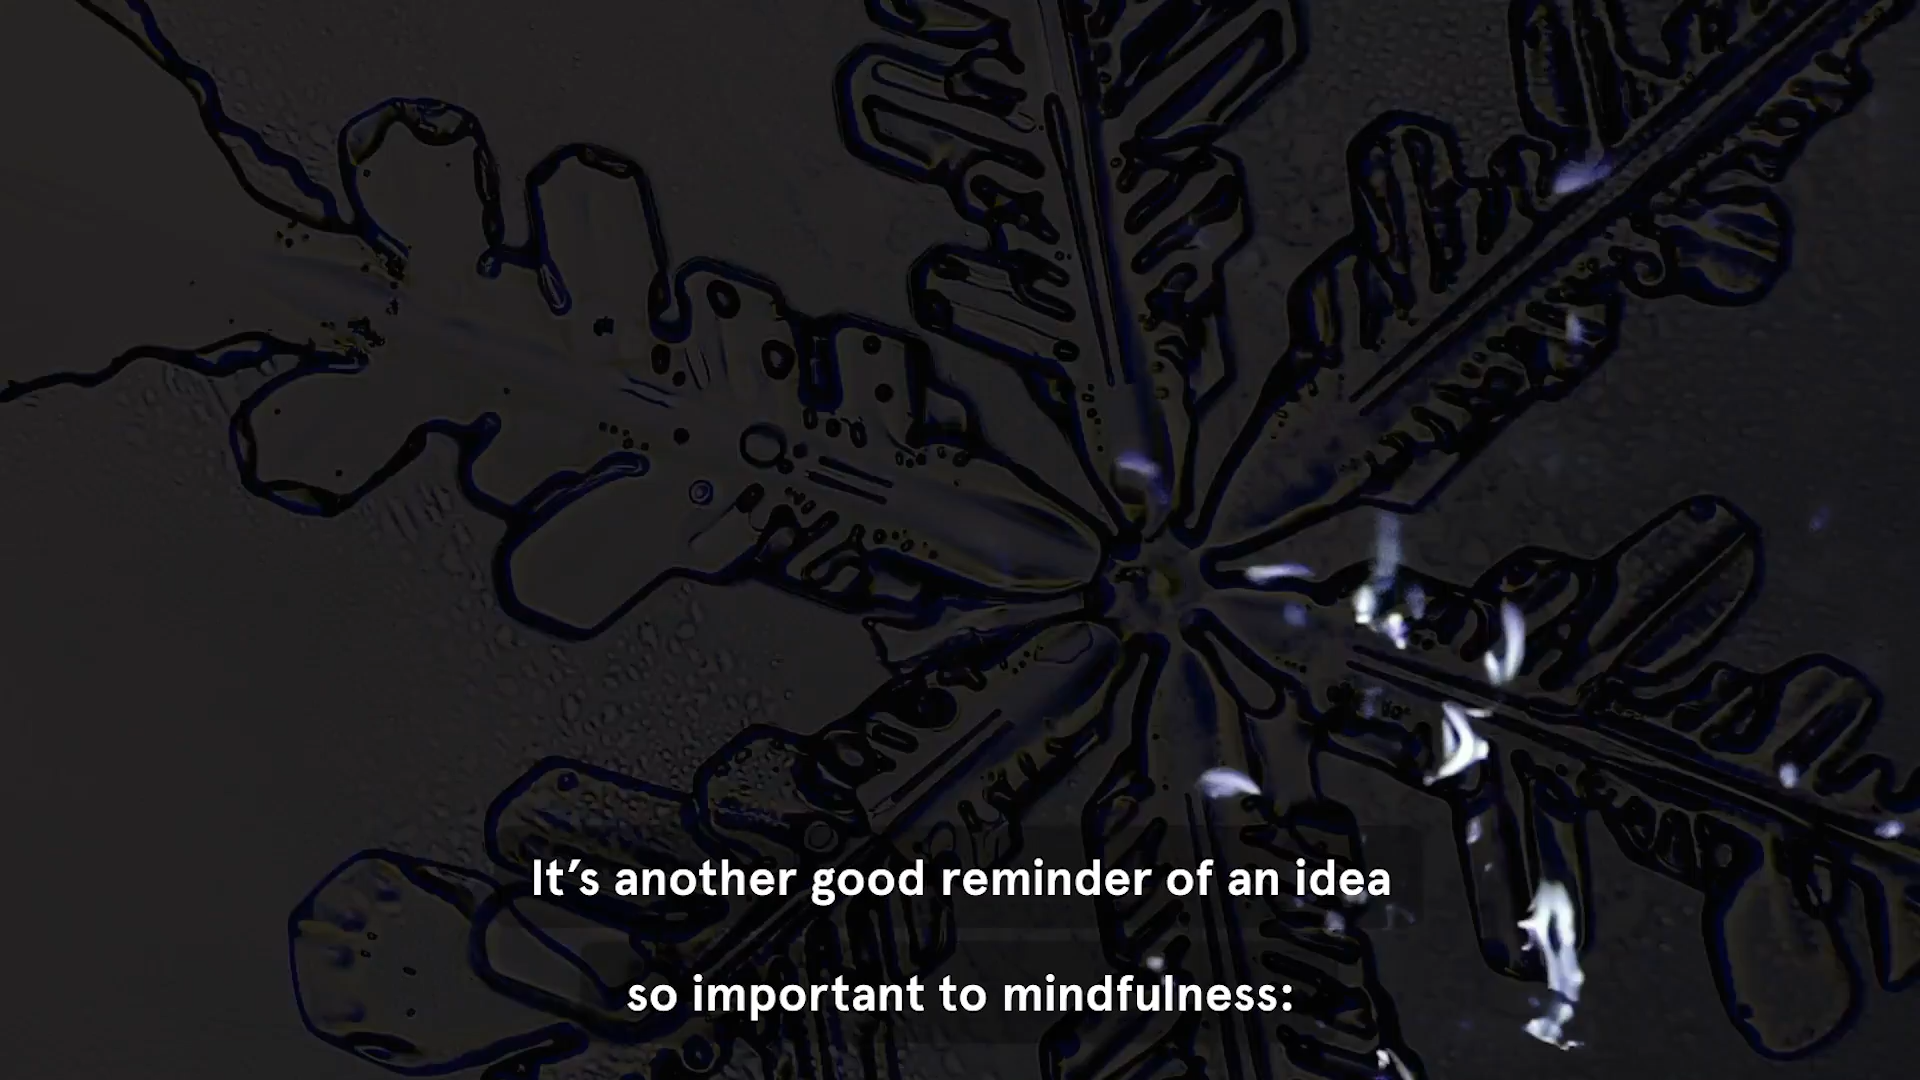 It’s another good reminder of an idea
so important to mindfulness: